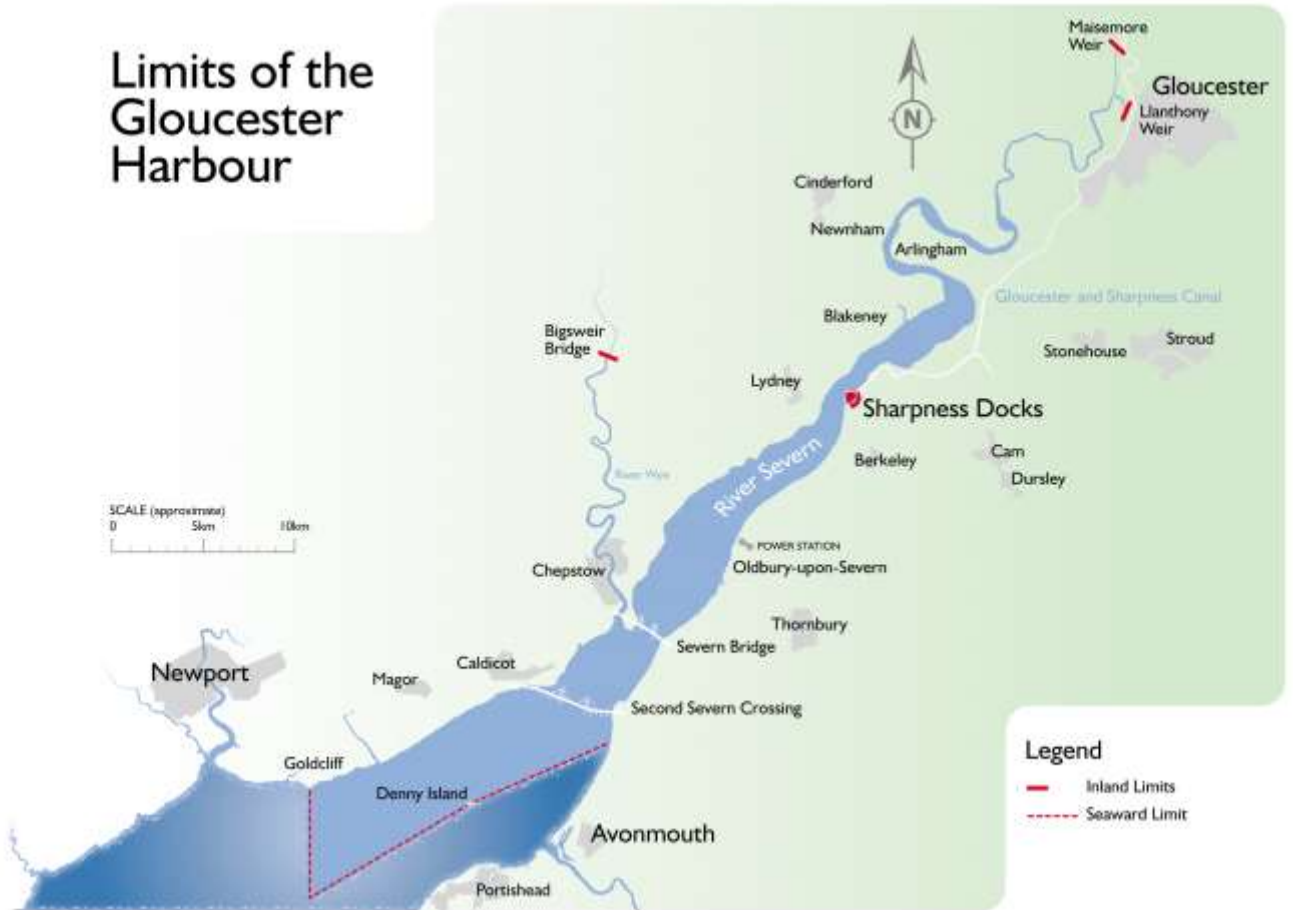 Limits of the
Gloucester
Harbour
Maisemore
Weir
Gloucester
Llanthony
Weir
N
Cinderford
Newnham
Arlingham
Gloucester and Sharpness Canal
Blakeney
Bigsweir
Bridge
Stonehouse
Stroud
Lydney
Sharpness Docks
River Severn
Berkeley
Cam
Dursley
River Wye
SCALE (approximate)
0 5km 10km
POWER STATION
Oldbury-upon-Severn
Chepstow
Thornbury
Severn Bridge
Newport
Caldicot
Magor
Second Severn Crossing
Goldcliff
Denny Island
Avonmouth
Portishead
Legend
Inland Limits
Seaward Limit